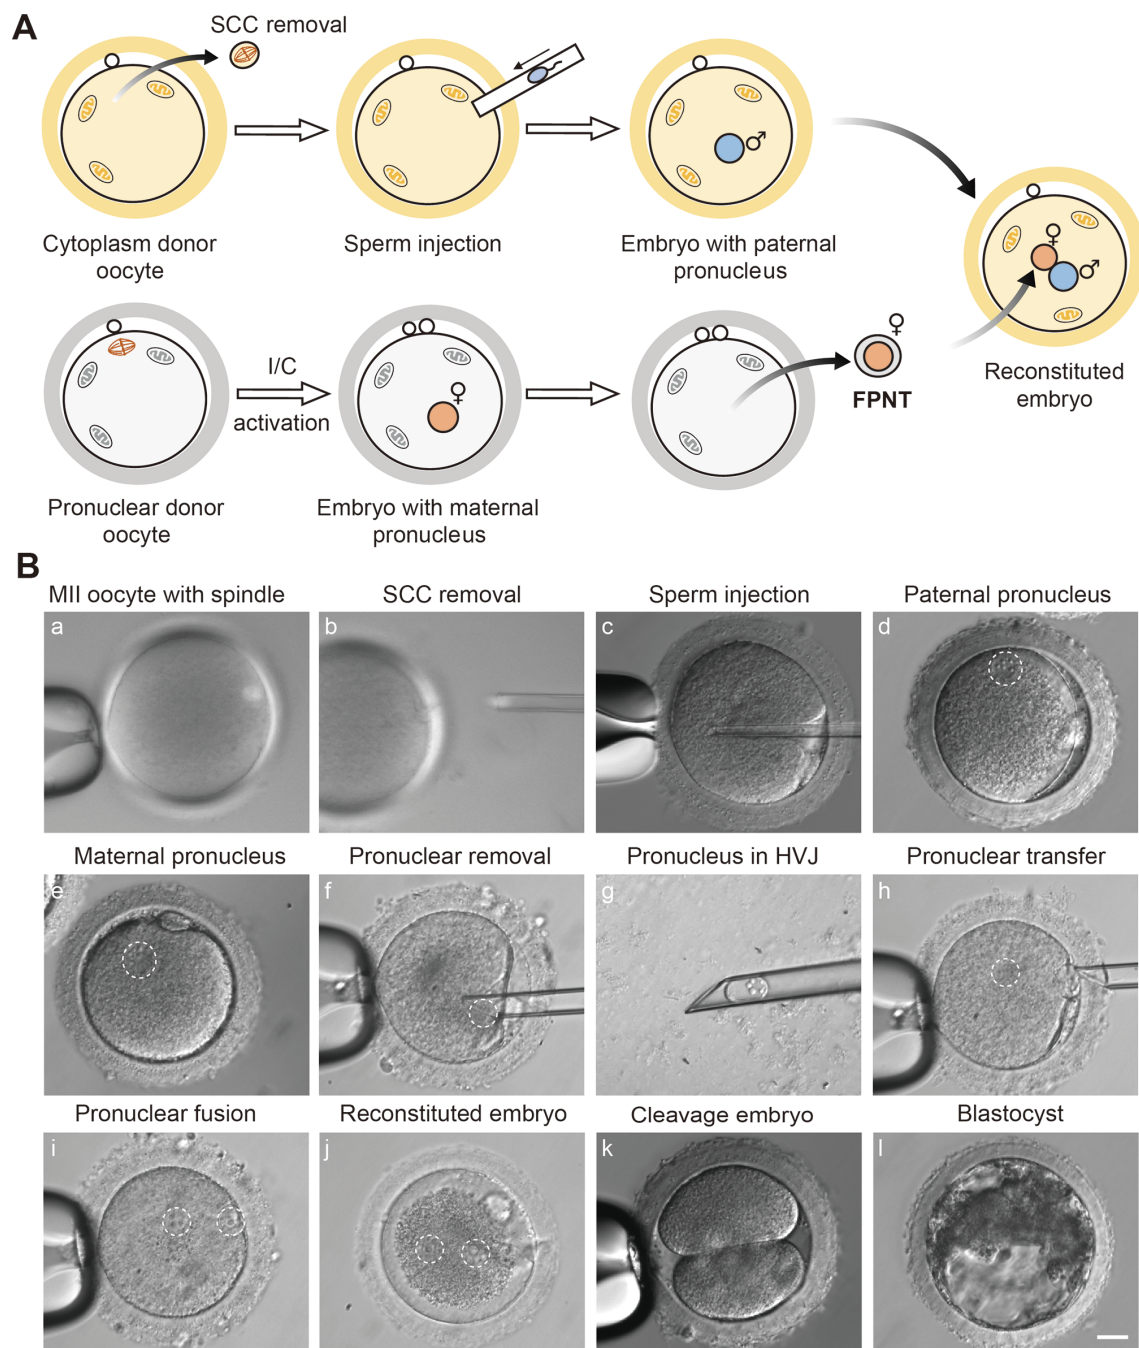 A
SCC removal
Cytoplasm donor
oocyte
Sperm injection
Embryo with paternal
pronucleus
I/C
activation
FPNT
Reconstituted
embryo
Pronuclear donor
oocyte
Embryo with maternal
pronucleus
B
MII oocyte with spindle
SCC removal
Sperm injection
Paternal pronucleus
a
b
c
d
Maternal pronucleus
Pronuclear removal
Pronucleus in HVJ
Pronuclear transfer
e
f
g
h
Pronuclear fusion
Reconstituted embryo
Cleavage embryo
Blastocyst
i
j
k
l